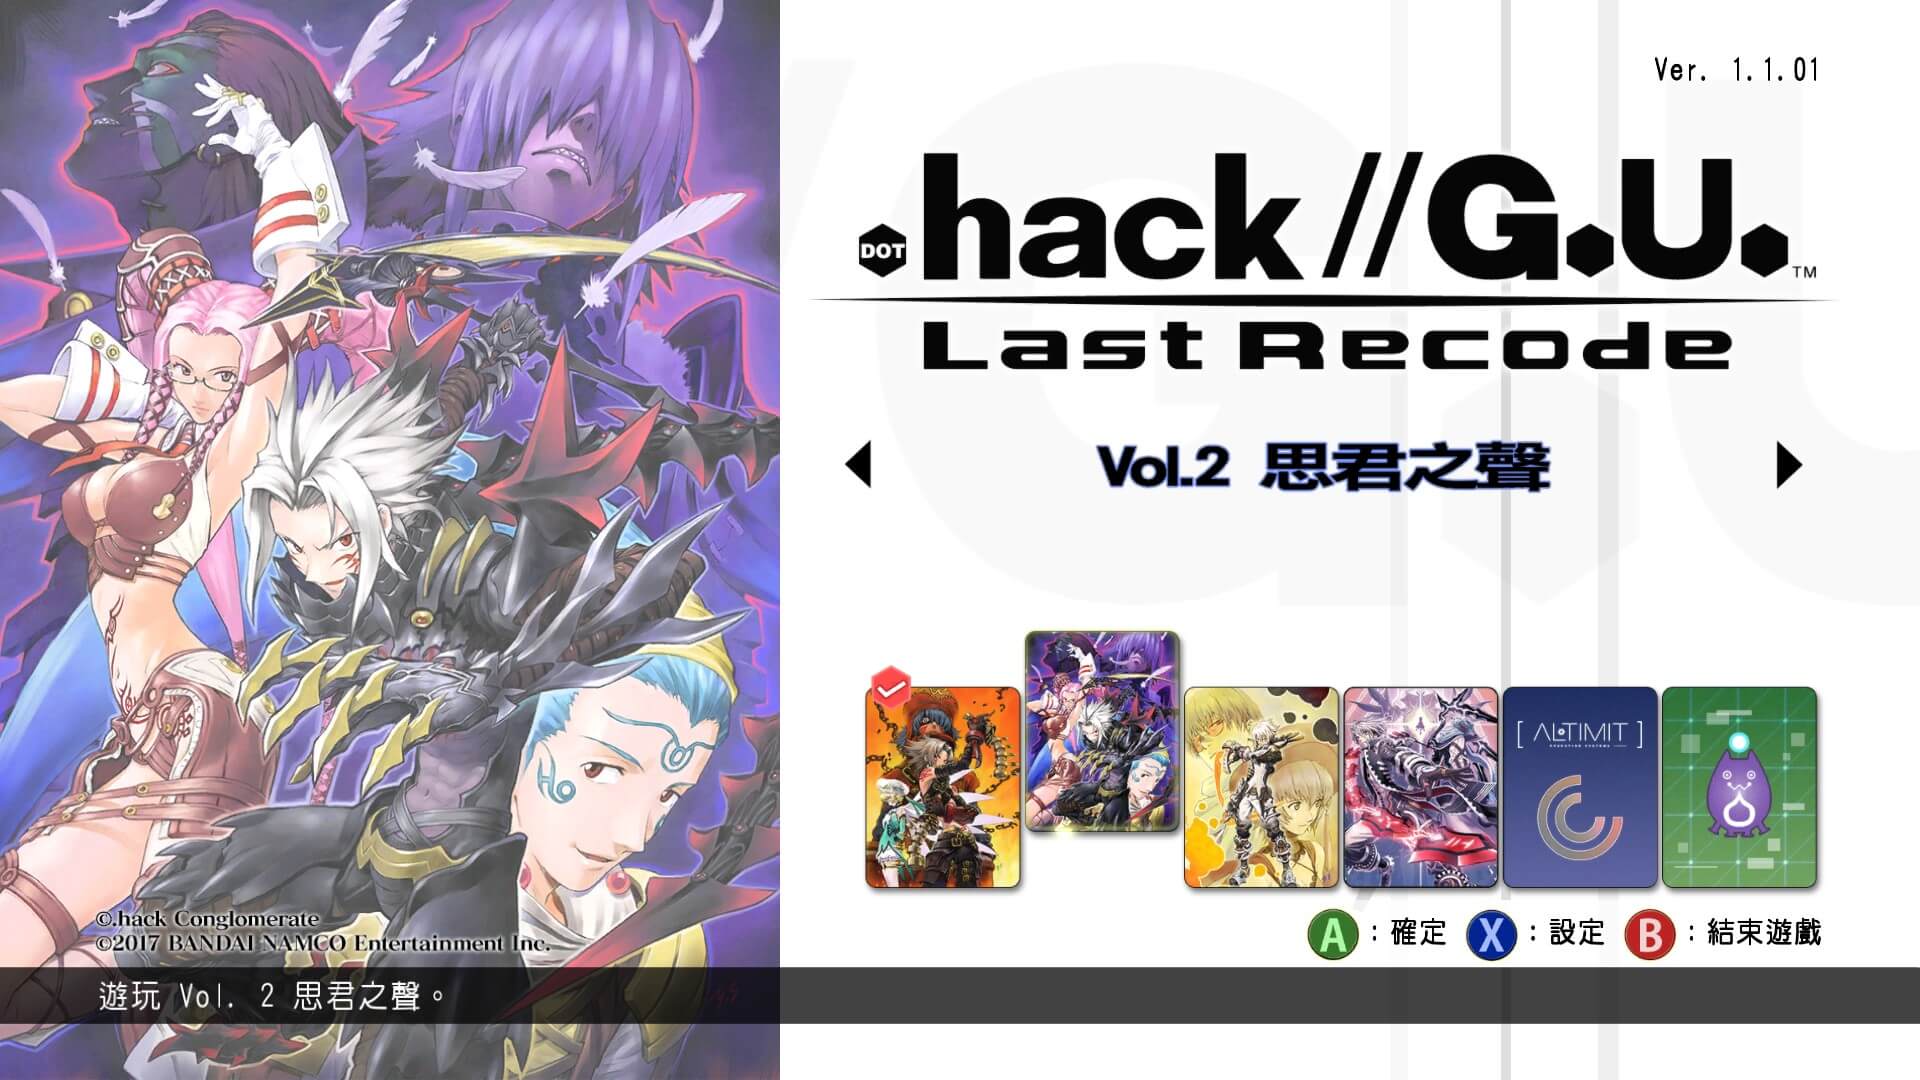 Ver. 1.1.01
DOT
.hack//G.U.™
Last Recode
Vol.2 思君之聲
[ ALTIMIT ]
A：確定 X：設定 B：結束遊戲
©.hack Conglomerate
©2017 BANDAI NAMCO Entertainment Inc.
遊玩 Vol. 2 思君之聲。